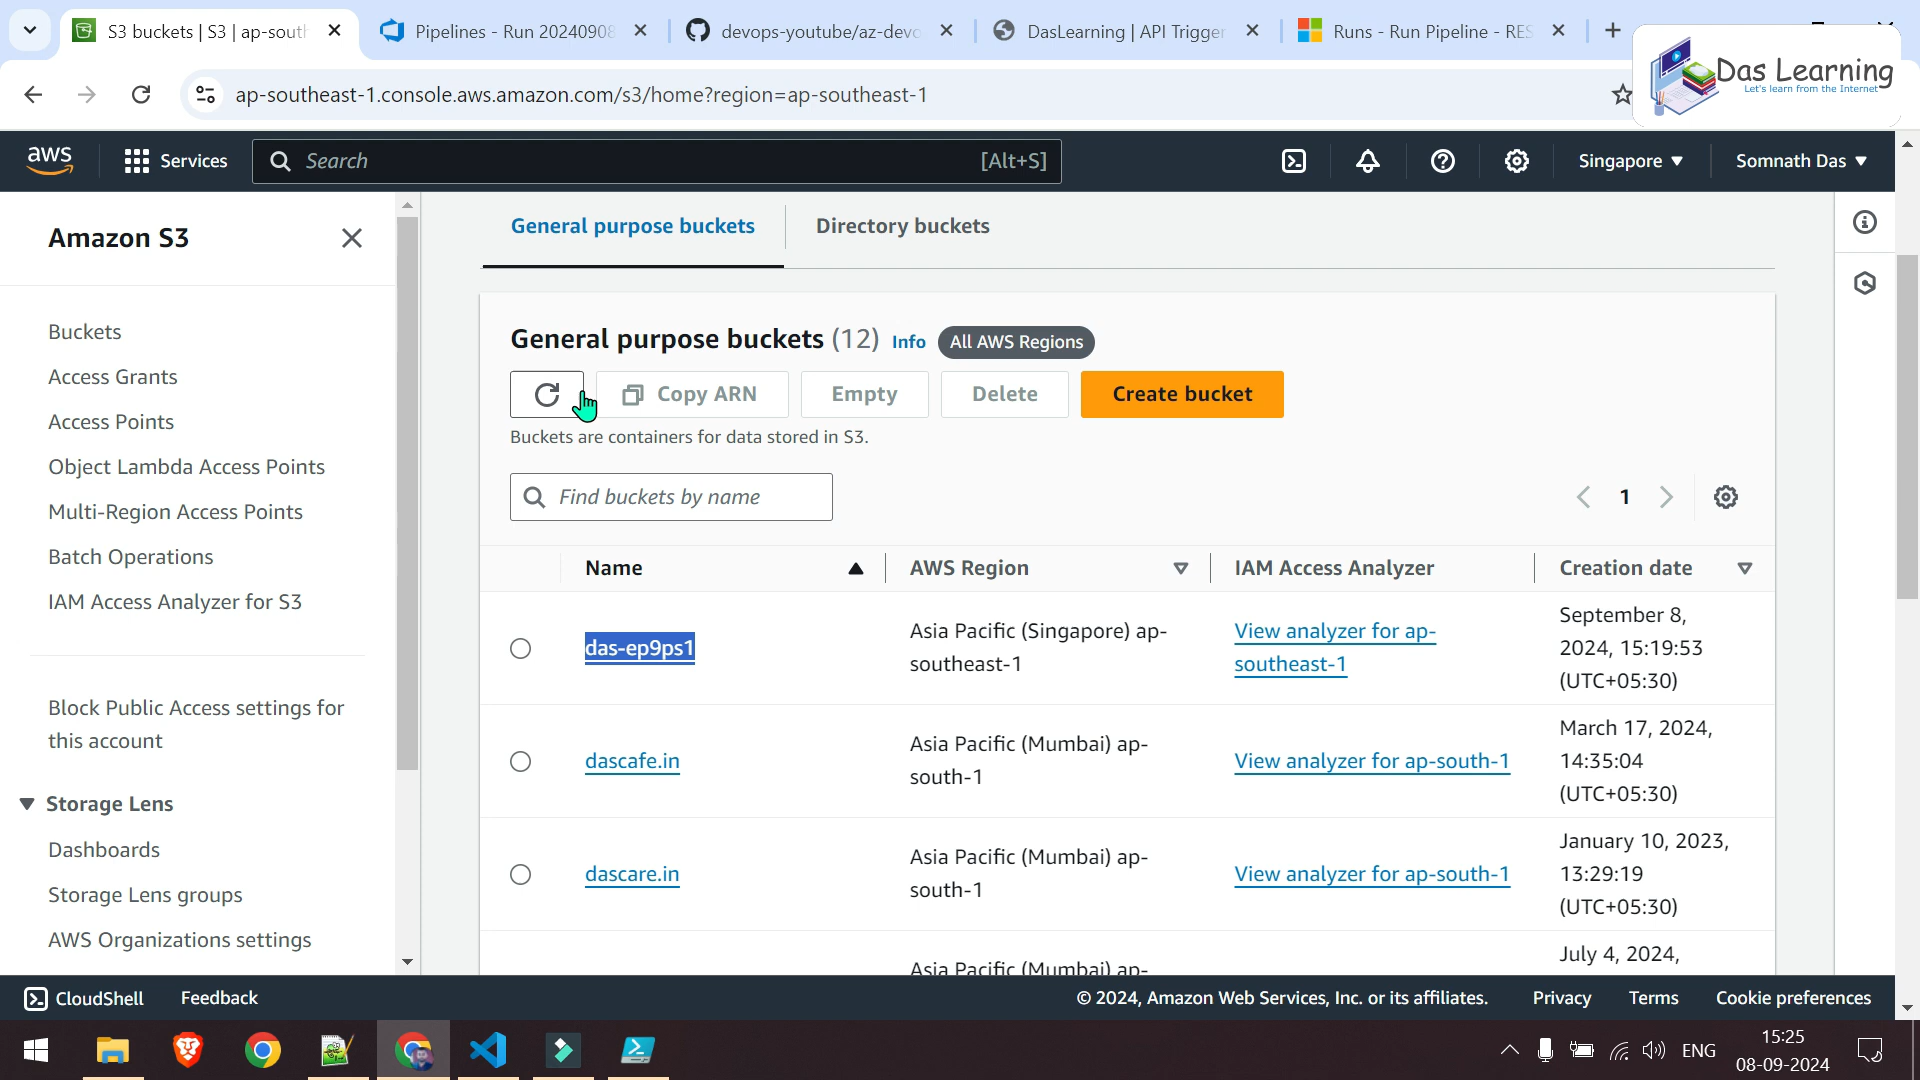 S3 buckets | S3 | ap-south
Pipelines - Run 20240908
devops-youtube/az-devo
DasLearning | API Trigger
Runs - Run Pipeline - RES
Das Learning
Let's learn from the Internet
ap-southeast-1.console.aws.amazon.com/s3/home?region=ap-southeast-1
aws
Services
Search
[Alt+S]
Singapore
Somnath Das
Amazon S3
Buckets
Access Grants
Access Points
Object Lambda Access Points
Multi-Region Access Points
Batch Operations
IAM Access Analyzer for S3
Block Public Access settings for
this account
Storage Lens
Dashboards
Storage Lens groups
AWS Organizations settings
General purpose buckets
Directory buckets
General purpose buckets (12) Info All AWS Regions
Copy ARN
Empty
Delete
Create bucket
Buckets are containers for data stored in S3.
Find buckets by name
1
Name
AWS Region
IAM Access Analyzer
Creation date
das-ep9ps1
Asia Pacific (Singapore) ap-
southeast-1
View analyzer for ap-
southeast-1
September 8,
2024, 15:19:53
(UTC+05:30)
dascafe.in
Asia Pacific (Mumbai) ap-
south-1
View analyzer for ap-south-1
March 17, 2024,
14:35:04
(UTC+05:30)
dascare.in
Asia Pacific (Mumbai) ap-
south-1
View analyzer for ap-south-1
January 10, 2023,
13:29:19
(UTC+05:30)
Asia Pacific (Mumbai) ap-
July 4, 2024,
CloudShell
Feedback
© 2024, Amazon Web Services, Inc. or its affiliates.
Privacy
Terms
Cookie preferences
ENG
15:25
08-09-2024